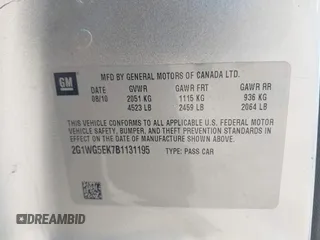 GM MFD BY GENERAL MOTORS OF CANADA LTD.
DATE GVWR GAWR FRT GAWR RR
08/10 2051 KG 1115 KG 936 KG
4523 LB 2459 LB 2064 LB
THIS VEHICLE CONFORMS TO ALL APPLICABLE U.S. FEDERAL MOTOR
VEHICLE SAFETY, BUMPER, AND THEFT PREVENTION STANDARDS IN
EFFECT ON THE DATE OF MANUFACTURE SHOWN ABOVE.
2G1WG5EK7B1131195 TYPE: PASS CAR
DREAMBID